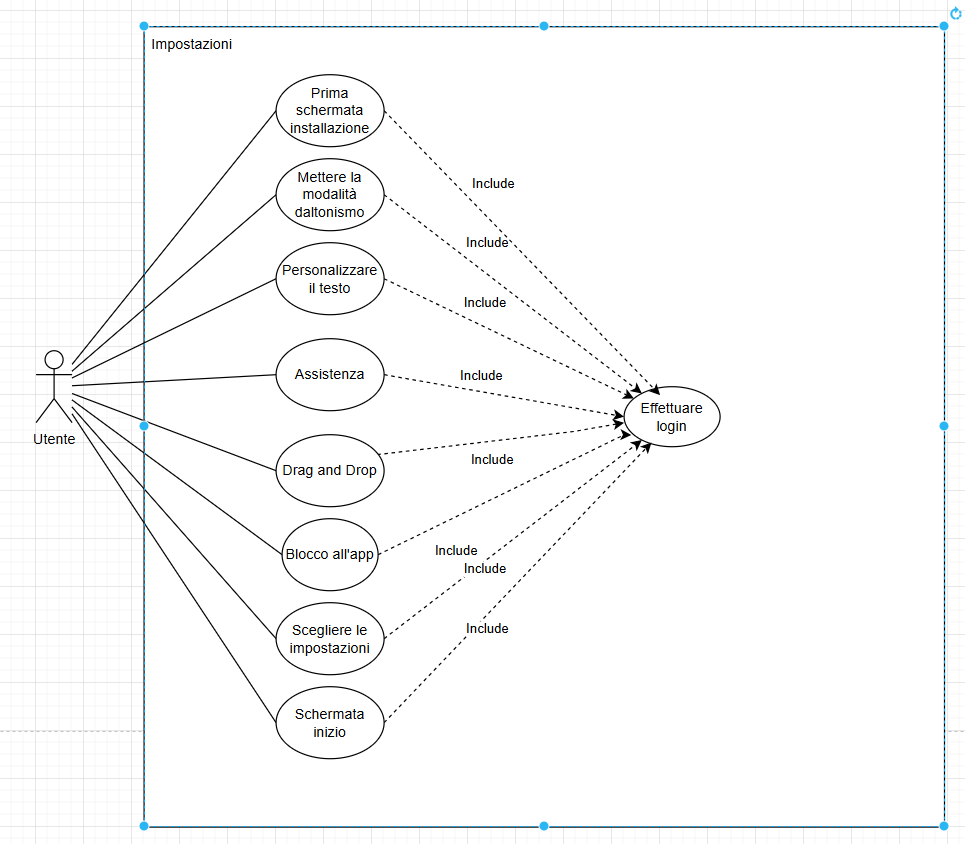 Impostazioni
Prima
schermata
installazione
Include
Mettere la
modalità
daltonismo
Include
Personalizzare
il testo
Include
Assistenza
Include
Effettuare
login
Utente
Drag and Drop
Include
Blocco all'app
Include
Include
Scegliere le
impostazioni
Include
Schermata
inizio